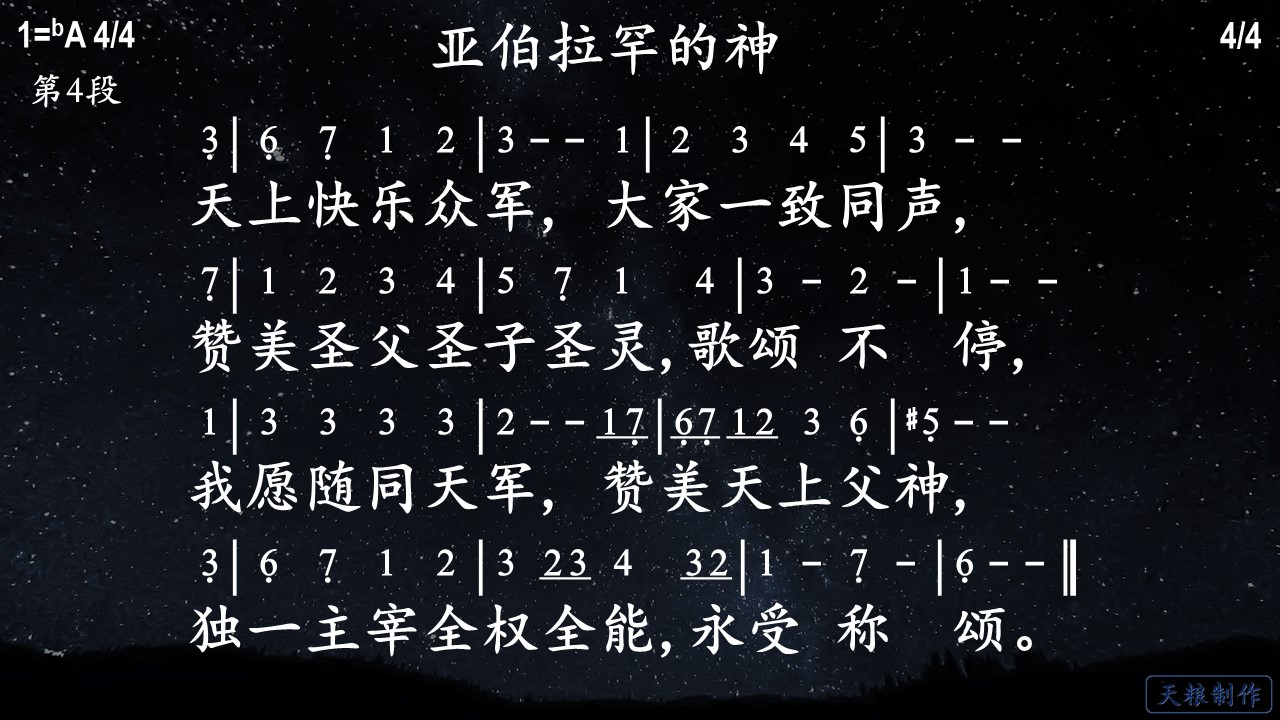 1=ᵇA 4/4
亚伯拉罕的神
4/4
第4段
3̣| 6̣ 7̣ 1 2|3-- 1|2 3 4 5|3 - -
天上快乐众军, 大家一致同声,
7̣|1 2 3 4|5 7̣ 1 4|3 - 2 -|1- -
赞美圣父圣子圣灵,歌颂 不 停,
1|3 3 3 3|2-- 17̣|6̣7̣ 12 3 6̣|#5̣--
我愿随同天军, 赞美天上父神,
3̣|6̣ 7̣ 1 2|3 23 4 32|1 - 7̣ -|6̣--‖
独一主宰全权全能,永受 称 颂。
天粮制作